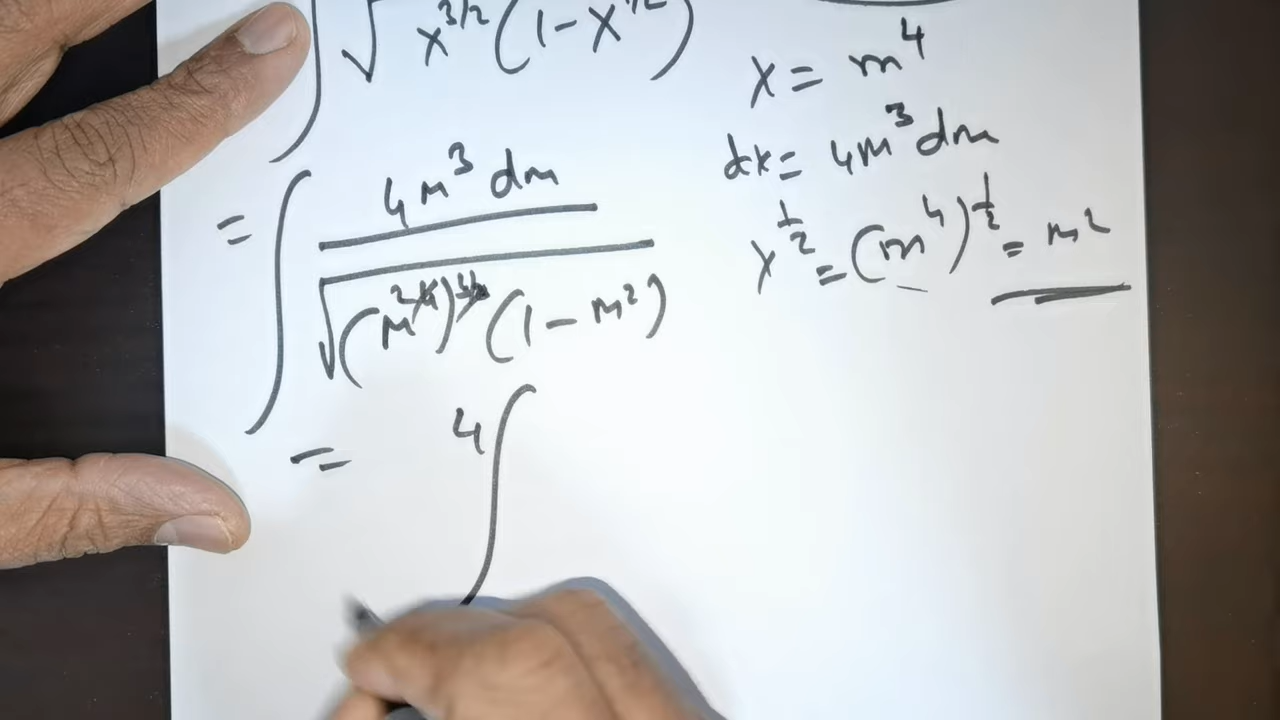 ∫ √x^{3/2}(1-x^{1/2})
x = m^4
dx = 4m^3 dm
x^{1/2} = (m^4)^{1/2} = m^2
= ∫ 4m^3 dm
√(m^4)^{3/2} (1-m^2)
2
= 4∫